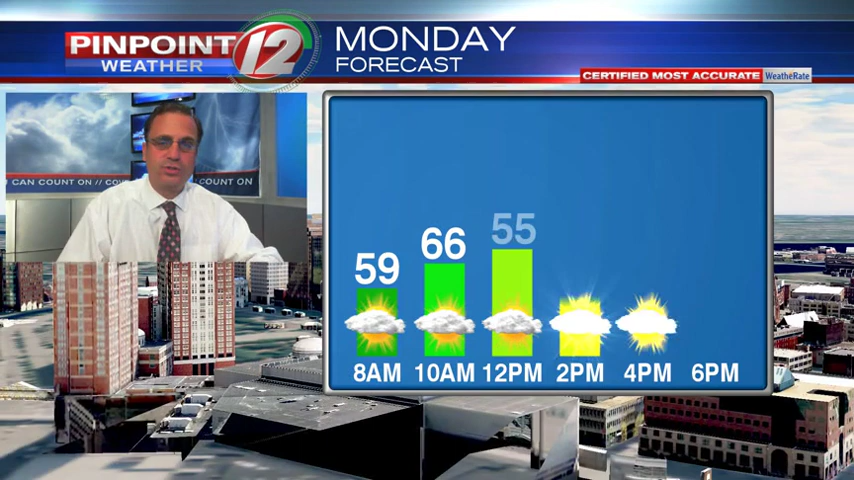 PINPOINT 12
WEATHER
MONDAY
FORECAST
CERTIFIED MOST ACCURATE WeatheRate
CAN COUNT ON // COV COUNT ON
59 66 55
8AM 10AM 12PM 2PM 4PM 6PM